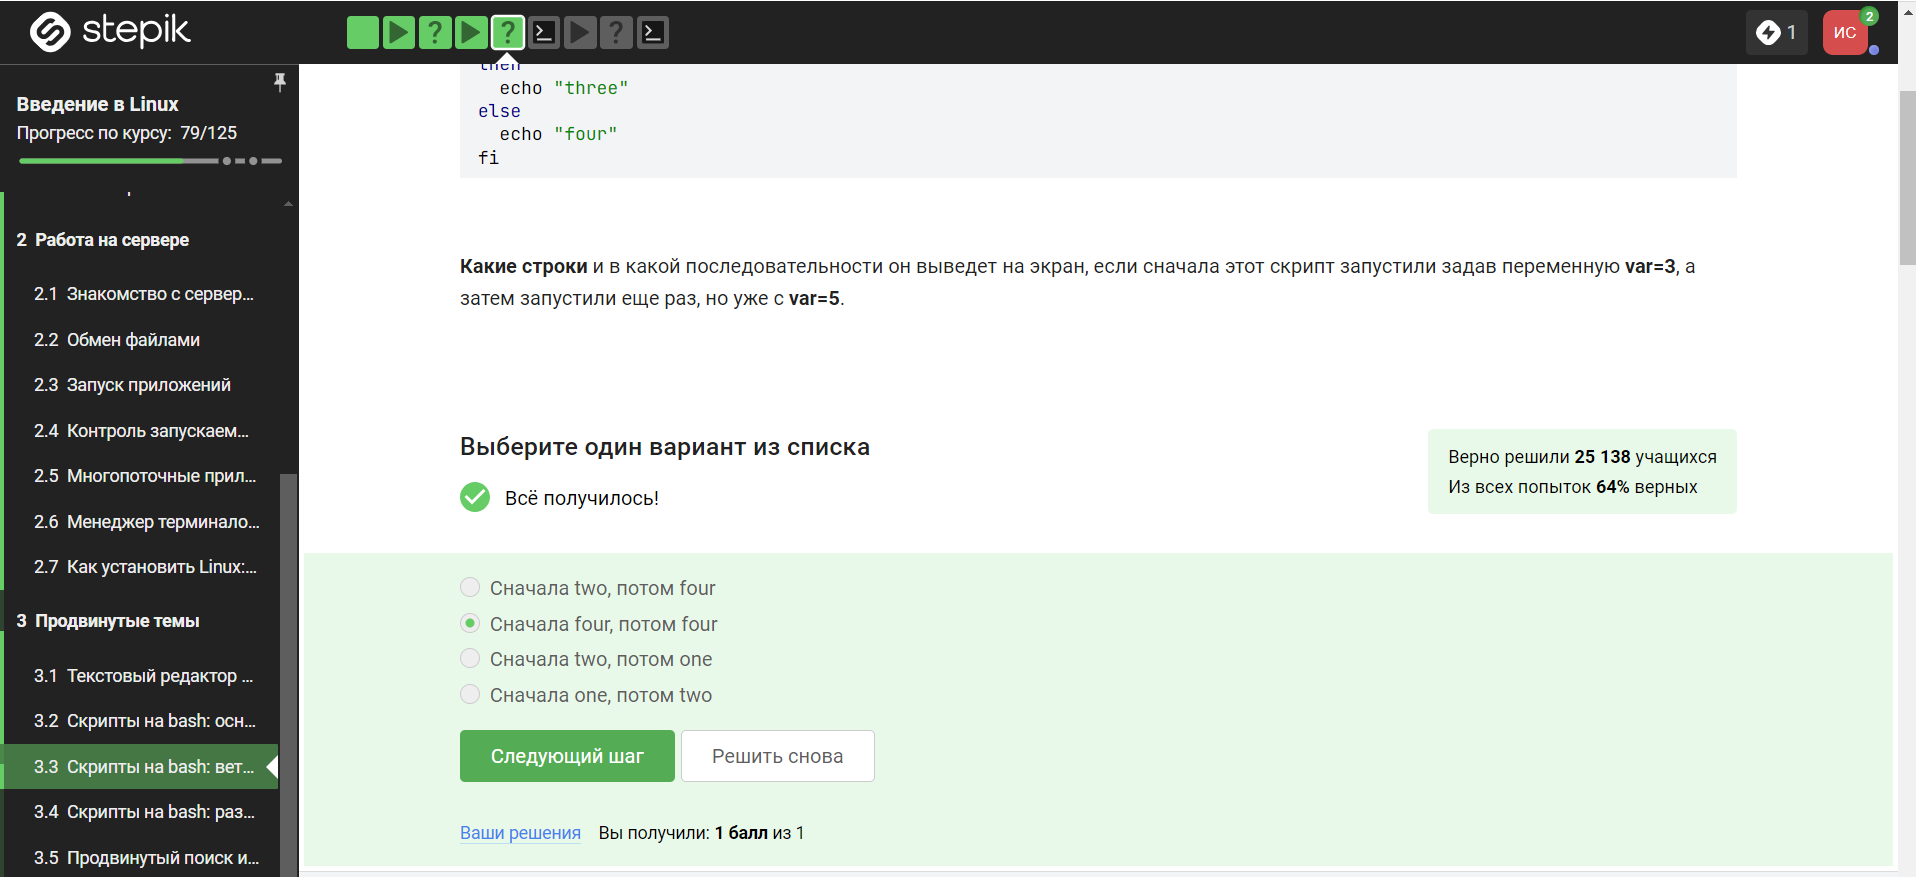 stepik
1
ИС
2
Введение в Linux
Прогресс по курсу: 79/125
2 Работа на сервере
2.1 Знакомство с сервер...
2.2 Обмен файлами
2.3 Запуск приложений
2.4 Контроль запускаем...
2.5 Многопоточные прил...
2.6 Менеджер терминало...
2.7 Как установить Linux:...
3 Продвинутые темы
3.1 Текстовый редактор ...
3.2 Скрипты на bash: осн...
3.3 Скрипты на bash: вет...
3.4 Скрипты на bash: раз...
3.5 Продвинутый поиск и...
then
echo "three"
else
echo "four"
fi
Какие строки и в какой последовательности он выведет на экран, если сначала этот скрипт запустили задав переменную var=3, а
затем запустили еще раз, но уже с var=5.
Выберите один вариант из списка
Всё получилось!
Верно решили 25 138 учащихся
Из всех попыток 64% верных
Сначала two, потом four
Сначала four, потом four
Сначала two, потом one
Сначала one, потом two
Следующий шаг
Решить снова
Ваши решения Вы получили: 1 балл из 1